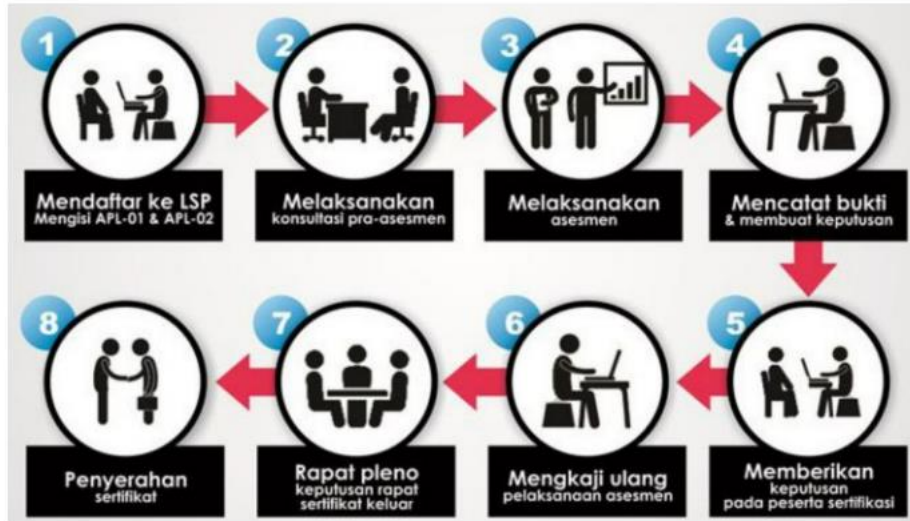 1
Mendaftar ke LSP
Mengisi APL-01 & APL-02
2
Melaksanakan
konsultasi pra-asesmen
3
Melaksanakan
asesmen
4
Mencatat bukti
& membuat keputusan
5
Memberikan
keputusan
pada peserta sertifikasi
6
Mengkaji ulang
pelaksanaan asesmen
7
Rapat pleno
keputusan rapat
sertifikat keluar
8
Penyerahan
sertifikat